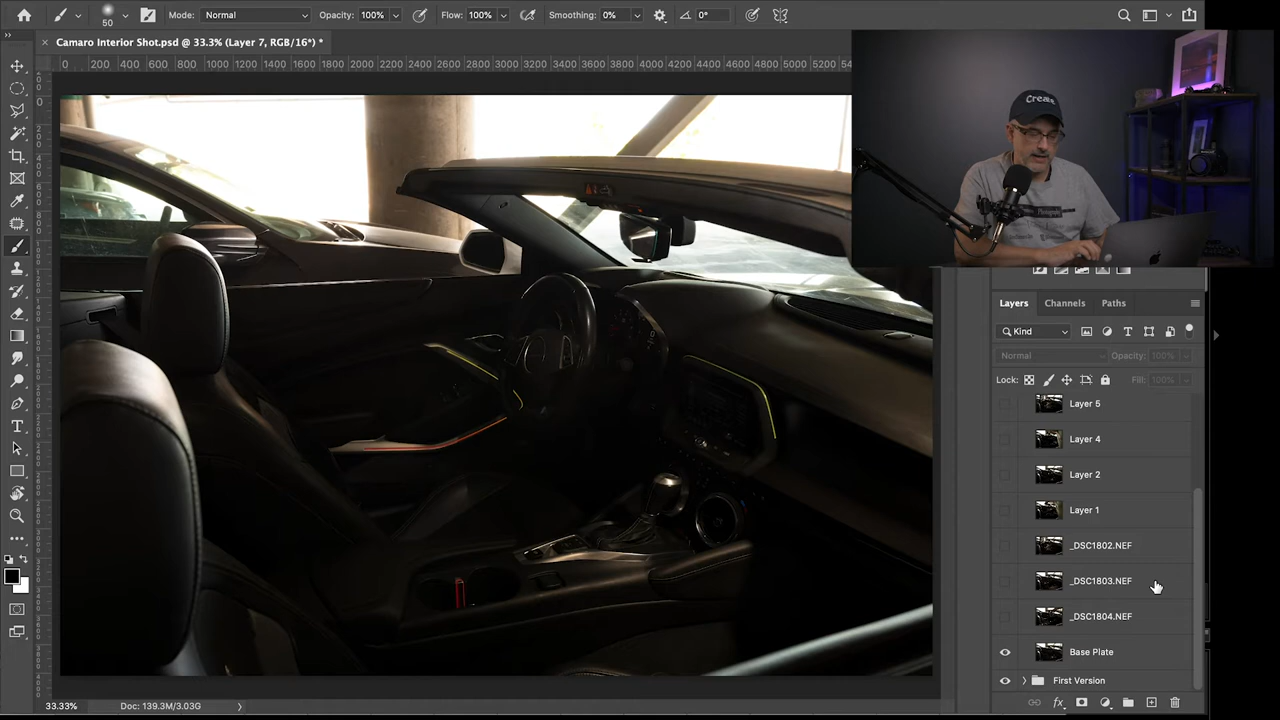 50
Mode: Normal
Opacity: 100%
Flow: 100%
Smoothing: 0%
0°
Camaro Interior Shot.psd @ 33.3% (Layer 7, RGB/16*) *
0 200 400 600 800 1000 1200 1400 1600 1800 2000 2200 2400 2600 2800 3000 3200 3400 3600 3800 4000 4200 4400 4600 4800 5000 5200 54
Create
Photography
Layers Channels Paths
Kind
Normal Opacity: 100%
Lock: Fill: 100%
Layer 5
Layer 4
Layer 2
Layer 1
_DSC1802.NEF
_DSC1803.NEF
_DSC1804.NEF
Base Plate
First Version
33.33% Doc: 139.3M/3.03G